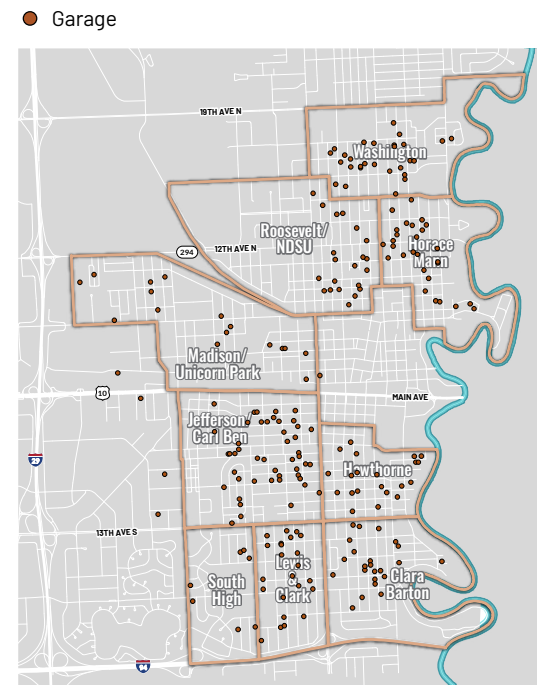 Garage
19TH AVE N
Washington
Roosevelt/
NDSU
12TH AVE N
294
Horace
Mann
Madison/
Unicorn Park
10
MAIN AVE
Jefferson/
Carl Ben
29
Hawthorne
13TH AVE S
South
High
Lewis
&
Clark
Clara
Barton
94